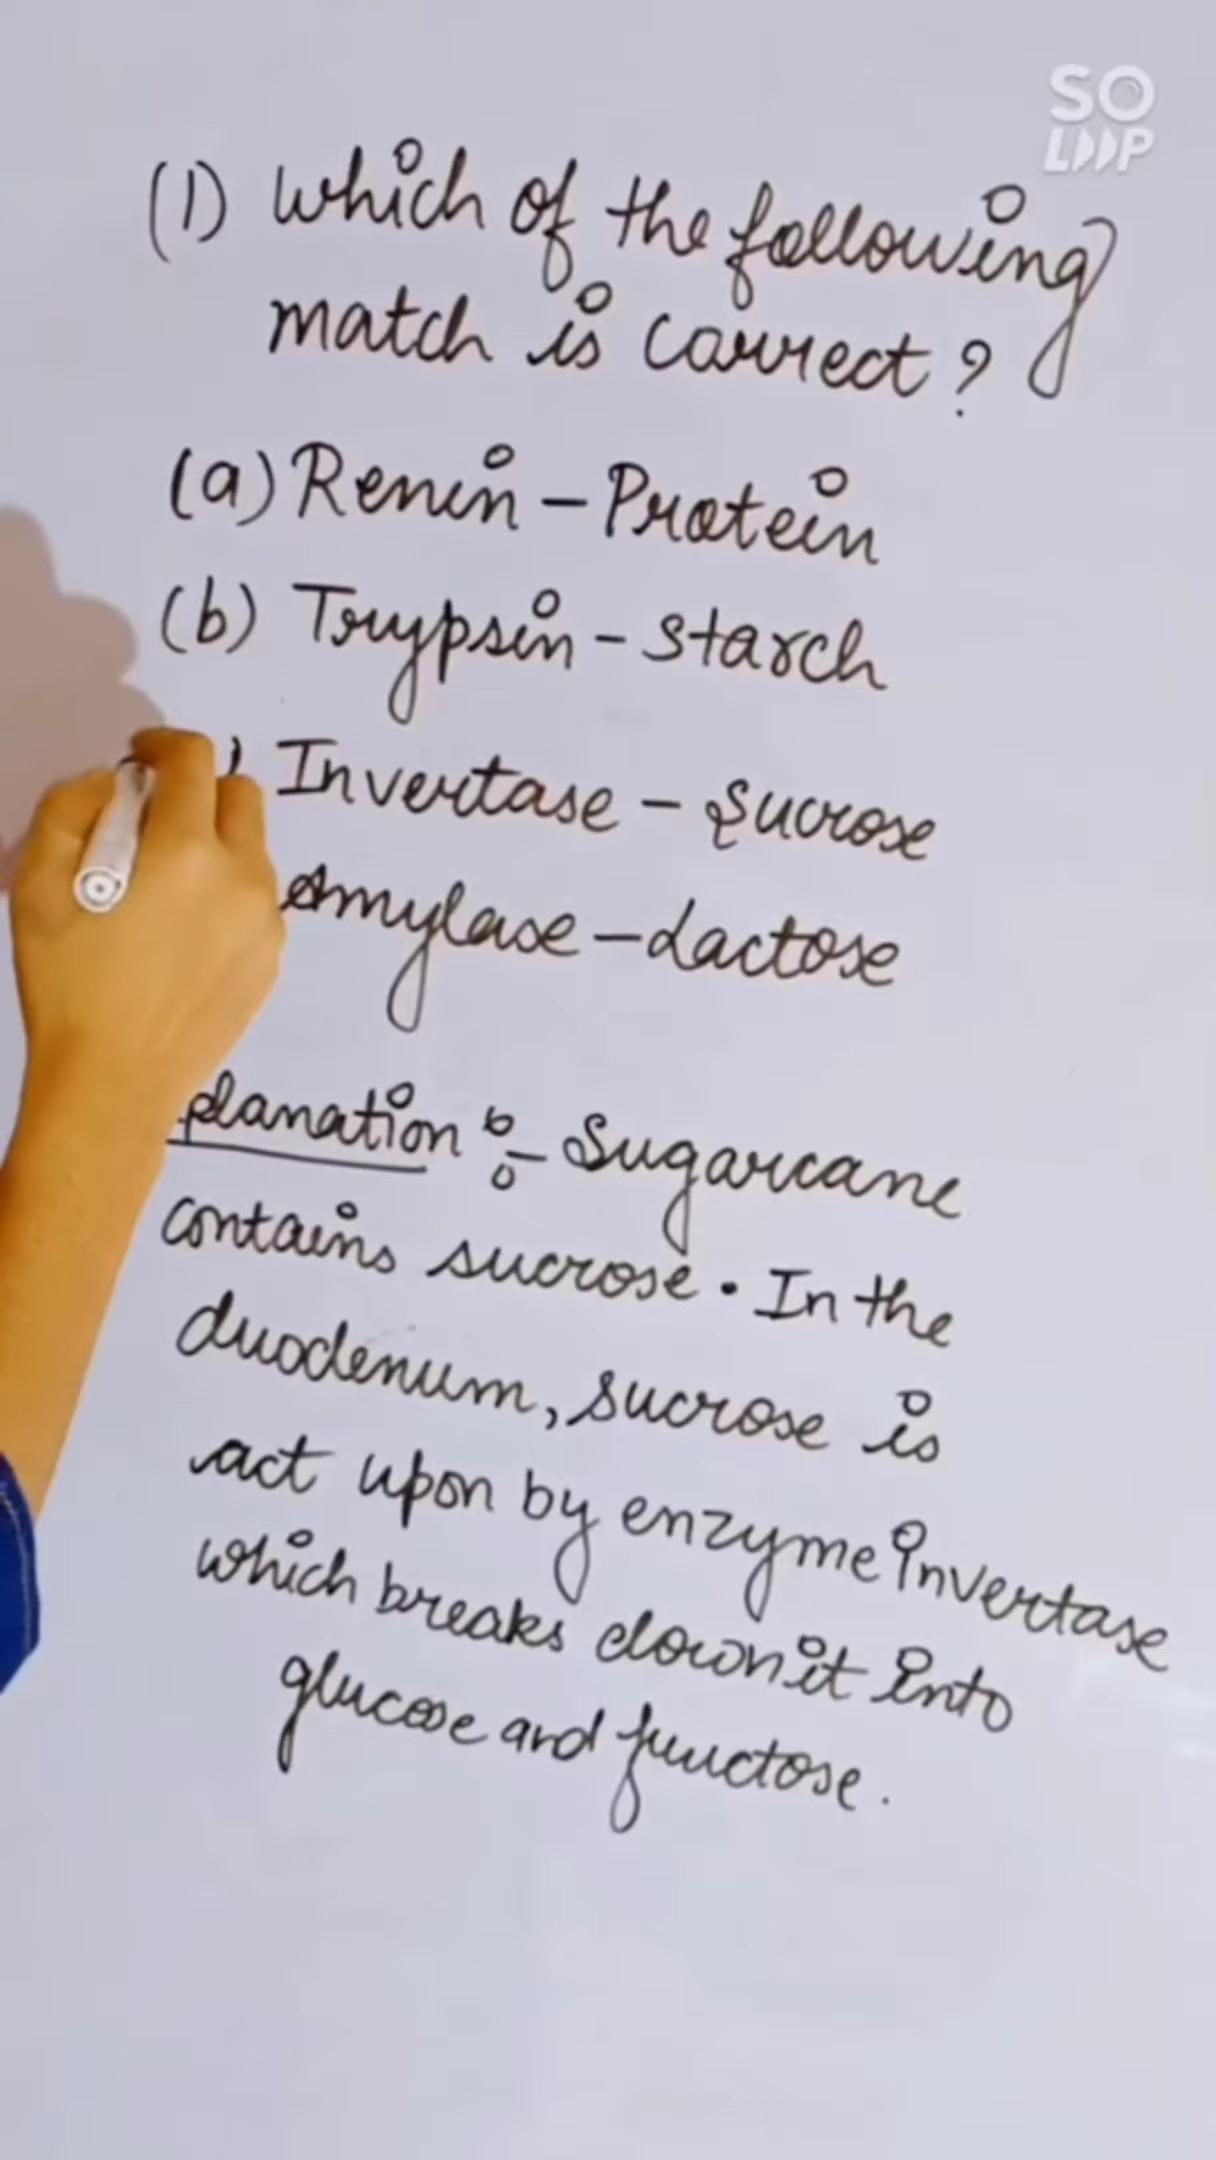 SO
LOOP
(1) which of the following
match is correct ?
(a) Renin - Protein
(b) Trypsin - starch
) Invertase - Sucrose
Amylase - Lactose
planation :- Sugarcane
contains sucrose. In the
duodenum, sucrose is
act upon by enzyme invertase
which breaks down it into
glucose and fructose.